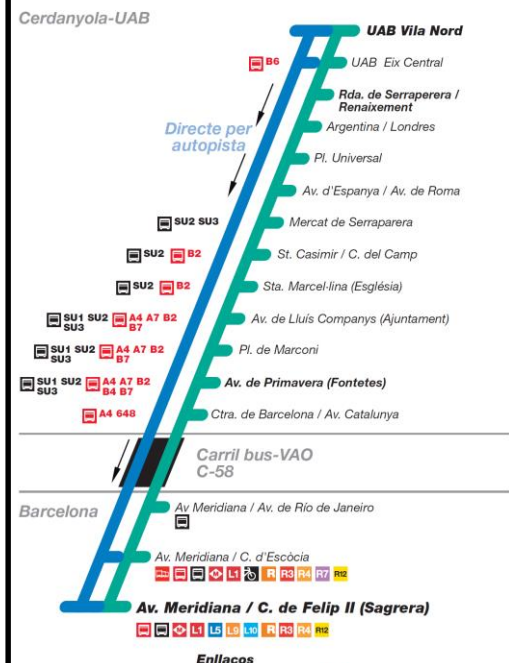 Cerdanyola-UAB
UAB Vila Nord
B6 UAB Eix Central
Rda. de Serraperera /
Renaixement
Directe per
autopista
Argentina / Londres
Pl. Universal
Av. d'Espanya / Av. de Roma
SU2 SU3 Mercat de Serraparera
SU2 B2 St. Casimir / C. del Camp
SU2 B2 Sta. Marcel·lina (Església)
SU1 SU2 A4 A7 B2 Av. de Lluís Companys (Ajuntament)
SU3 B7
SU1 SU2 A4 A7 B2 Pl. de Marconi
SU3 B7
SU1 SU2 A4 A7 B2 Av. de Primavera (Fontetes)
SU3 B4 B7
A4 648 Ctra. de Barcelona / Av. Catalunya
Carril bus-VAO
C-58
Barcelona
Av Meridiana / Av. de Río de Janeiro
Av. Meridiana / C. d'Escòcia
M L1 R R3 R4 R7 R12
Av. Meridiana / C. de Felip II (Sagrera)
M L1 L5 L9 L10 R R3 R4 R12
Enllaços